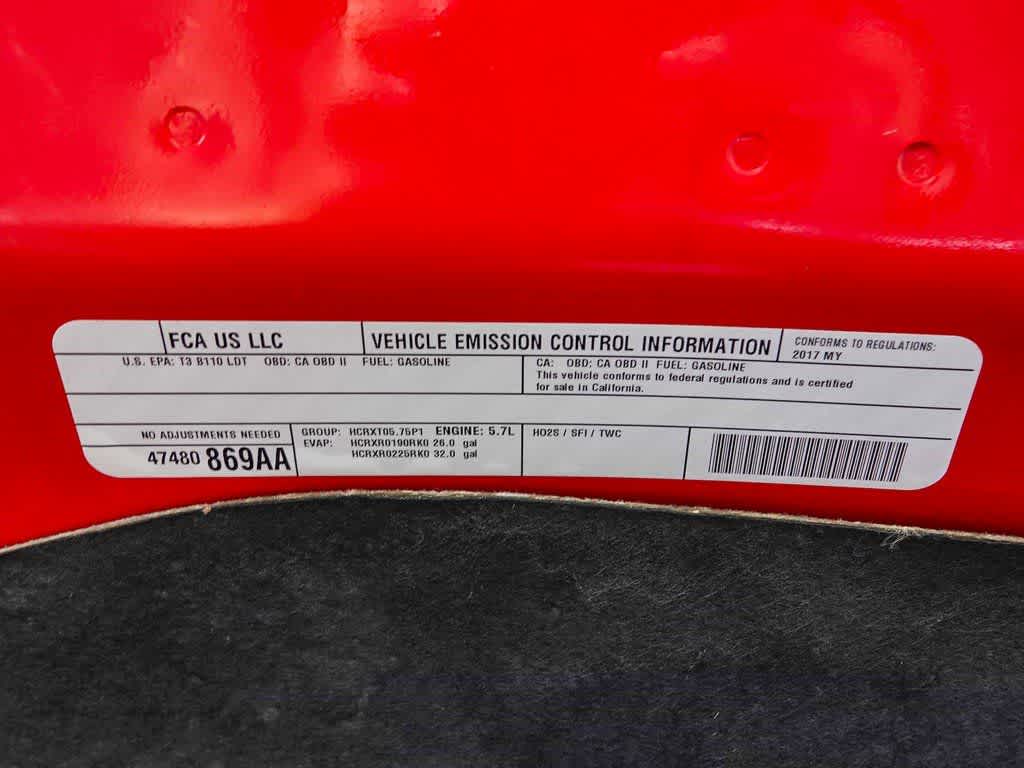 FCA US LLC
VEHICLE EMISSION CONTROL INFORMATION
CONFORMS TO REGULATIONS:
2017 MY
U.S. EPA: T3 B110 LDT OBD: CA OBD II FUEL: GASOLINE
CA: OBD: CA OBD II FUEL: GASOLINE
This vehicle conforms to federal regulations and is certified
for sale in California.
NO ADJUSTMENTS NEEDED
47480 869AA
GROUP: HCRXT05.75P1 ENGINE: 5.7L
EVAP: HCRXR0190RK0 26.0 gal
HCRXR0225RK0 32.0 gal
HO2S / SFI / TWC